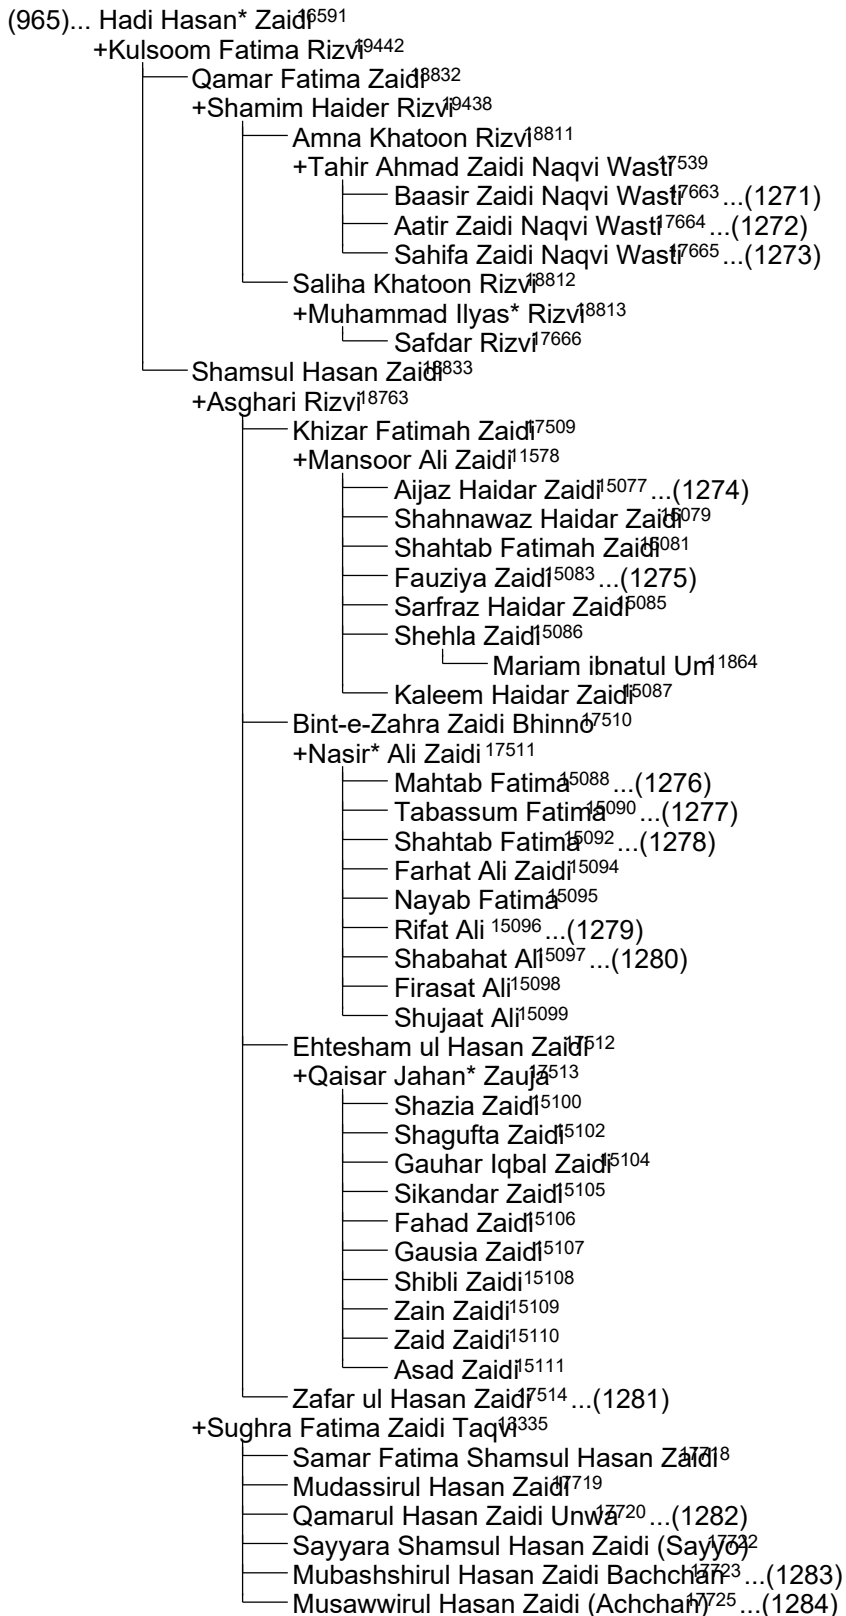 (965)... Hadi Hasan* Zaidi16591
+Kulsoom Fatima Rizvi19442
Qamar Fatima Zaidi18832
+Shamim Haider Rizvi19438
Amna Khatoon Rizvi18811
+Tahir Ahmad Zaidi Naqvi Wasti17539
Baasir Zaidi Naqvi Wasti17663 ...(1271)
Aatir Zaidi Naqvi Wasti17664 ...(1272)
Sahifa Zaidi Naqvi Wasti17665 ...(1273)
Saliha Khatoon Rizvi18812
+Muhammad Ilyas* Rizvi18813
Safdar Rizvi17666
Shamsul Hasan Zaidi18833
+Asghari Rizvi18763
Khizar Fatimah Zaidi17509
+Mansoor Ali Zaidi11578
Aijaz Haidar Zaidi15077 ...(1274)
Shahnawaz Haidar Zaidi15079
Shahtab Fatimah Zaidi15081
Fauziya Zaidi15083 ...(1275)
Sarfraz Haidar Zaidi15085
Shehla Zaidi15086
Mariam ibnatul Um11864
Kaleem Haidar Zaidi15087
Bint-e-Zahra Zaidi Bhinno17510
+Nasir* Ali Zaidi17511
Mahtab Fatima15088 ...(1276)
Tabassum Fatima15090 ...(1277)
Shahtab Fatima15092 ...(1278)
Farhat Ali Zaidi15094
Nayab Fatima15095
Rifat Ali 15096 ...(1279)
Shabahat Ali15097 ...(1280)
Firasat Ali15098
Shujaat Ali15099
Ehtesham ul Hasan Zaidi17512
+Qaisar Jahan* Zauja17513
Shazia Zaidi15100
Shagufta Zaidi15102
Gauhar Iqbal Zaidi15104
Sikandar Zaidi15105
Fahad Zaidi15106
Gausia Zaidi15107
Shibli Zaidi15108
Zain Zaidi15109
Zaid Zaidi15110
Asad Zaidi15111
Zafar ul Hasan Zaidi17514 ...(1281)
+Sughra Fatima Zaidi Taqvi13335
Samar Fatima Shamsul Hasan Zaidi17718
Mudassirul Hasan Zaidi17719
Qamarul Hasan Zaidi Unwa17720 ...(1282)
Sayyara Shamsul Hasan Zaidi (Sayyo)17722
Mubashshirul Hasan Zaidi Bachchan17723 ...(1283)
Musawwirul Hasan Zaidi (Achchan)17725 ...(1284)